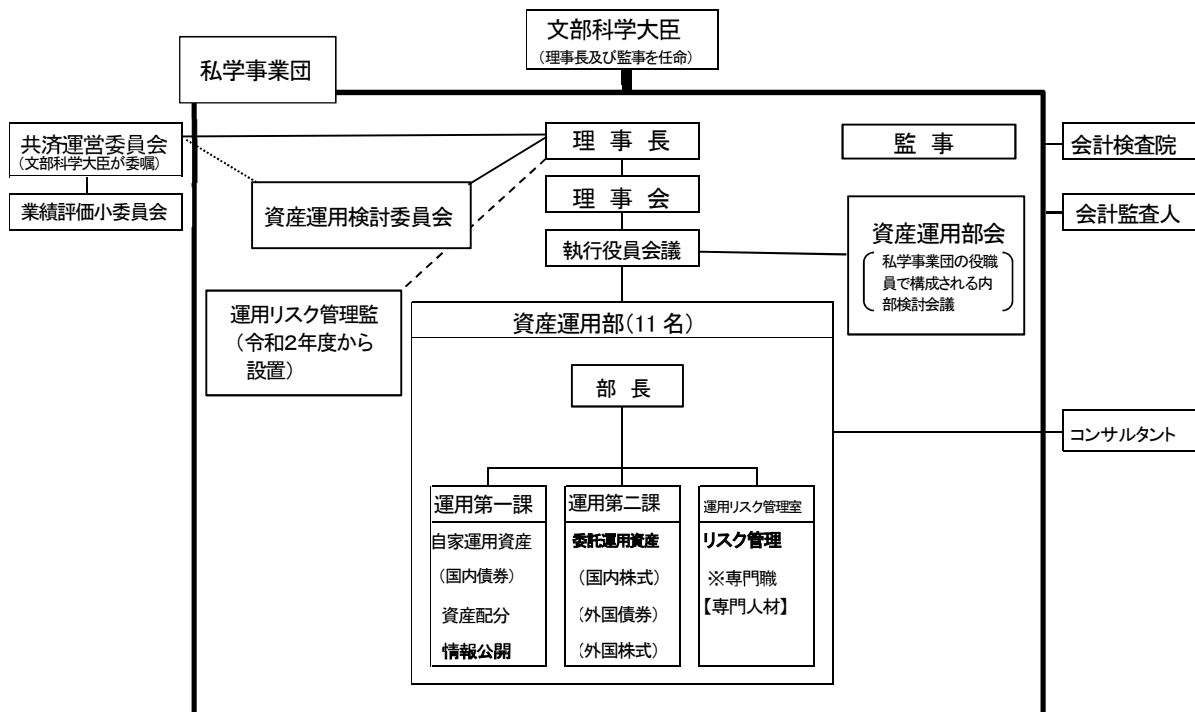 文部科学大臣
(理事長及び監事を任命)
私学事業団
共済運営委員会
(文部科学大臣が委嘱)
業績評価小委員会
資産運用検討委員会
理 事 長
理 事 会
執行役員会議
監 事
会計検査院
会計監査人
資産運用部会
私学事業団の役職
員で構成される内
部検討会議
運用リスク管理監
(令和2年度から
設置)
資産運用部(11 名)
部 長
コンサルタント
運用第一課
自家運用資産
(国内債券)
資産配分
情報公開
運用第二課
委託運用資産
(国内株式)
(外国債券)
(外国株式)
運用リスク管理室
リスク管理
※専門職
【専門人材】